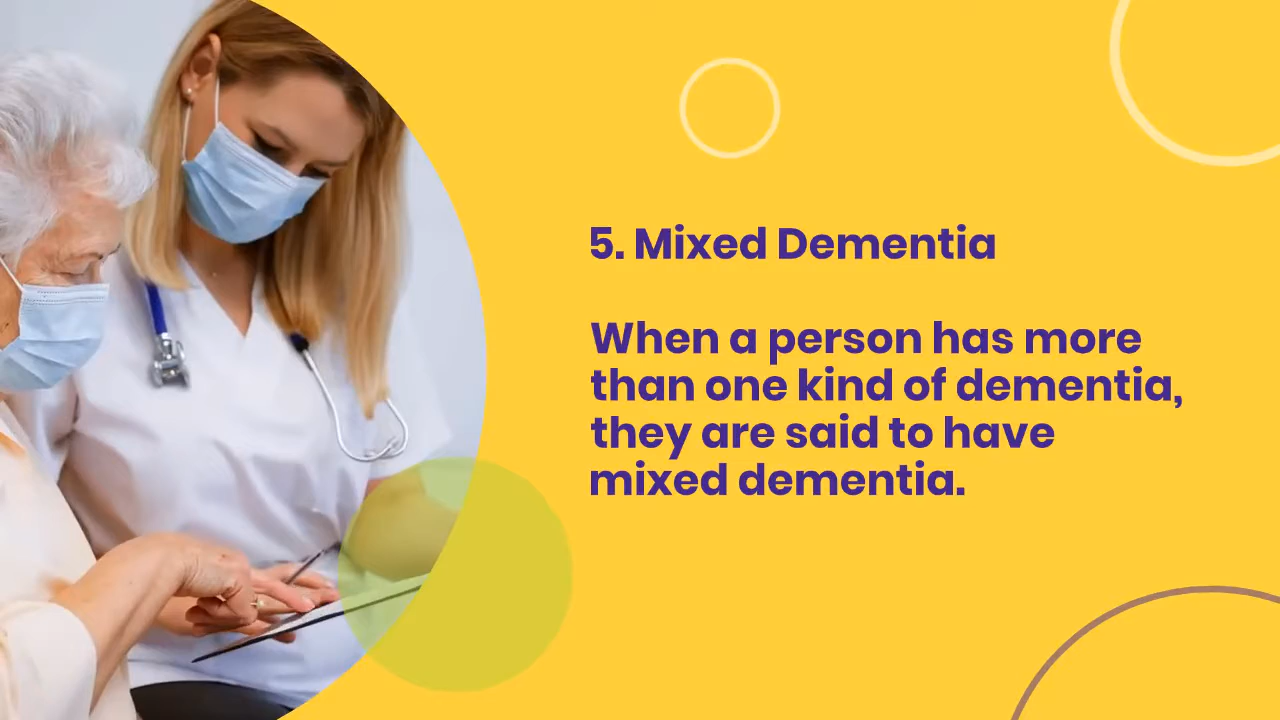 5. Mixed Dementia
When a person has more
than one kind of dementia,
they are said to have
mixed dementia.